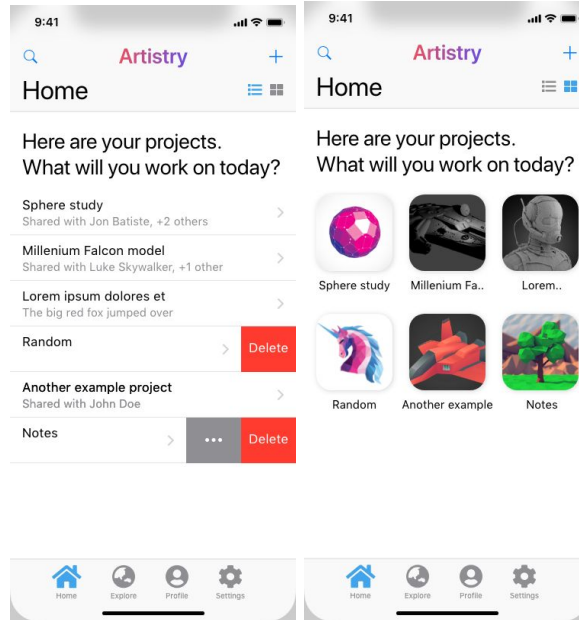 9:41
Artistry
Home
Here are your projects.
What will you work on today?
Sphere study
Shared with Jon Batiste, +2 others
Millenium Falcon model
Shared with Luke Skywalker, +1 other
Lorem ipsum dolores et
The big red fox jumped over
Random
Delete
Another example project
Shared with John Doe
Notes
Delete
Home
Explore
Profile
Settings
9:41
Artistry
Home
Here are your projects.
What will you work on today?
Sphere study
Millenium Fa..
Lorem..
Random
Another example
Notes
Home
Explore
Profile
Settings